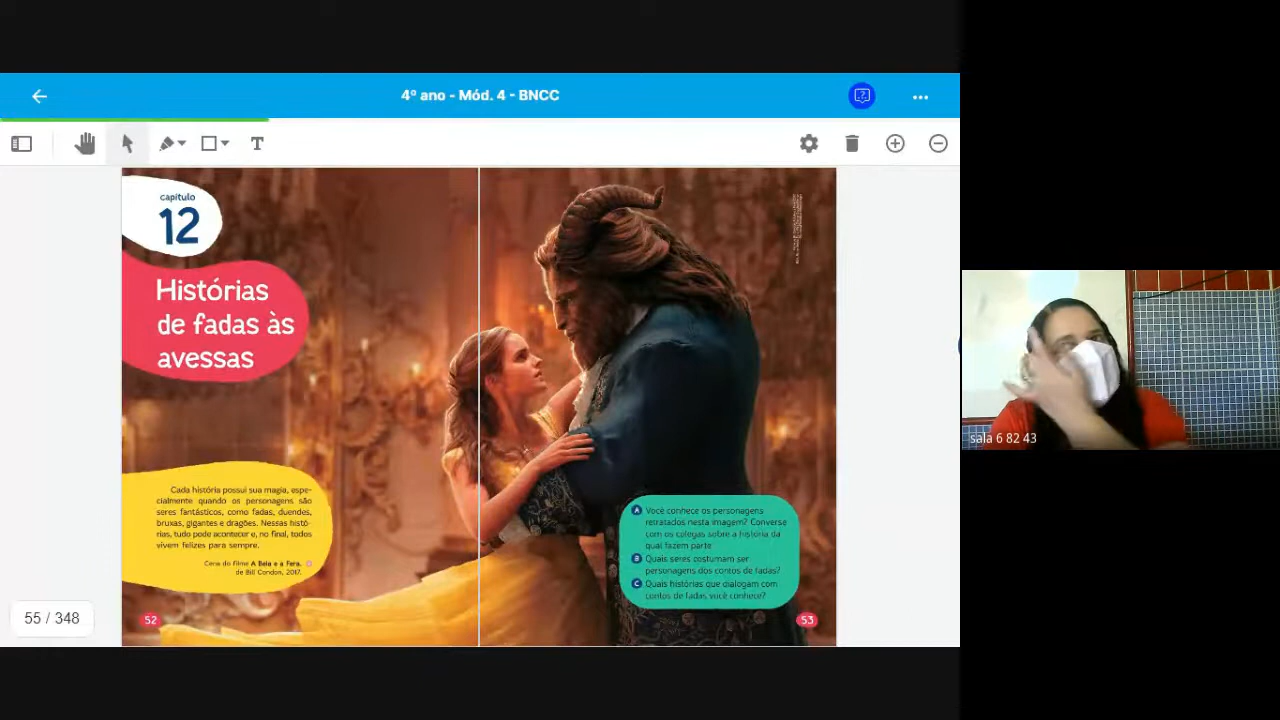 4º ano - Mód. 4 - BNCC
T
capítulo
12
Histórias
de fadas às
avessas
Cada história possui sua magia, espe-
cialmente quando os personagens são
seres fantásticos, como fadas, duendes,
bruxas, gigantes e dragões. Nessas histó-
rias, tudo pode acontecer e, no final, todos
vivem felizes para sempre.
Cena do filme A Bela e a Fera,
de Bill Condon, 2017.
52
A Você conhece os personagens
retratados nesta imagem? Converse
com os colegas sobre a história da
qual fazem parte.
B Quais seres costumam ser
personagens dos contos de fadas?
C Quais histórias que dialogam com
contos de fadas você conhece?
53
55 / 348
sala 6 82 43